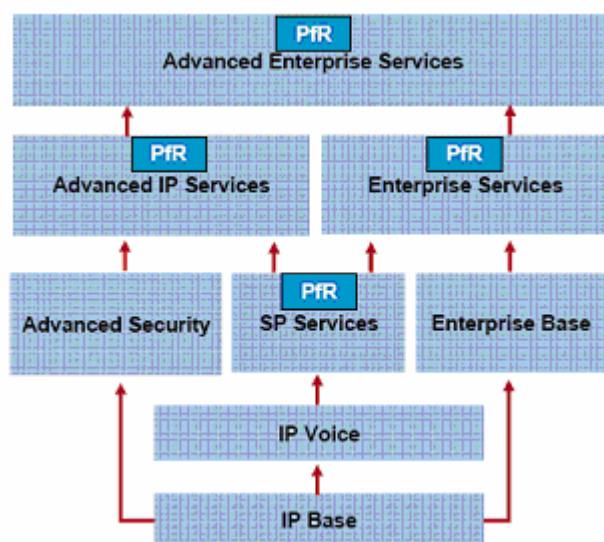 PfR
Advanced Enterprise Services
PfR
Advanced IP Services
PfR
Enterprise Services
Advanced Security
PfR
SP Services
Enterprise Base
IP Voice
IP Base